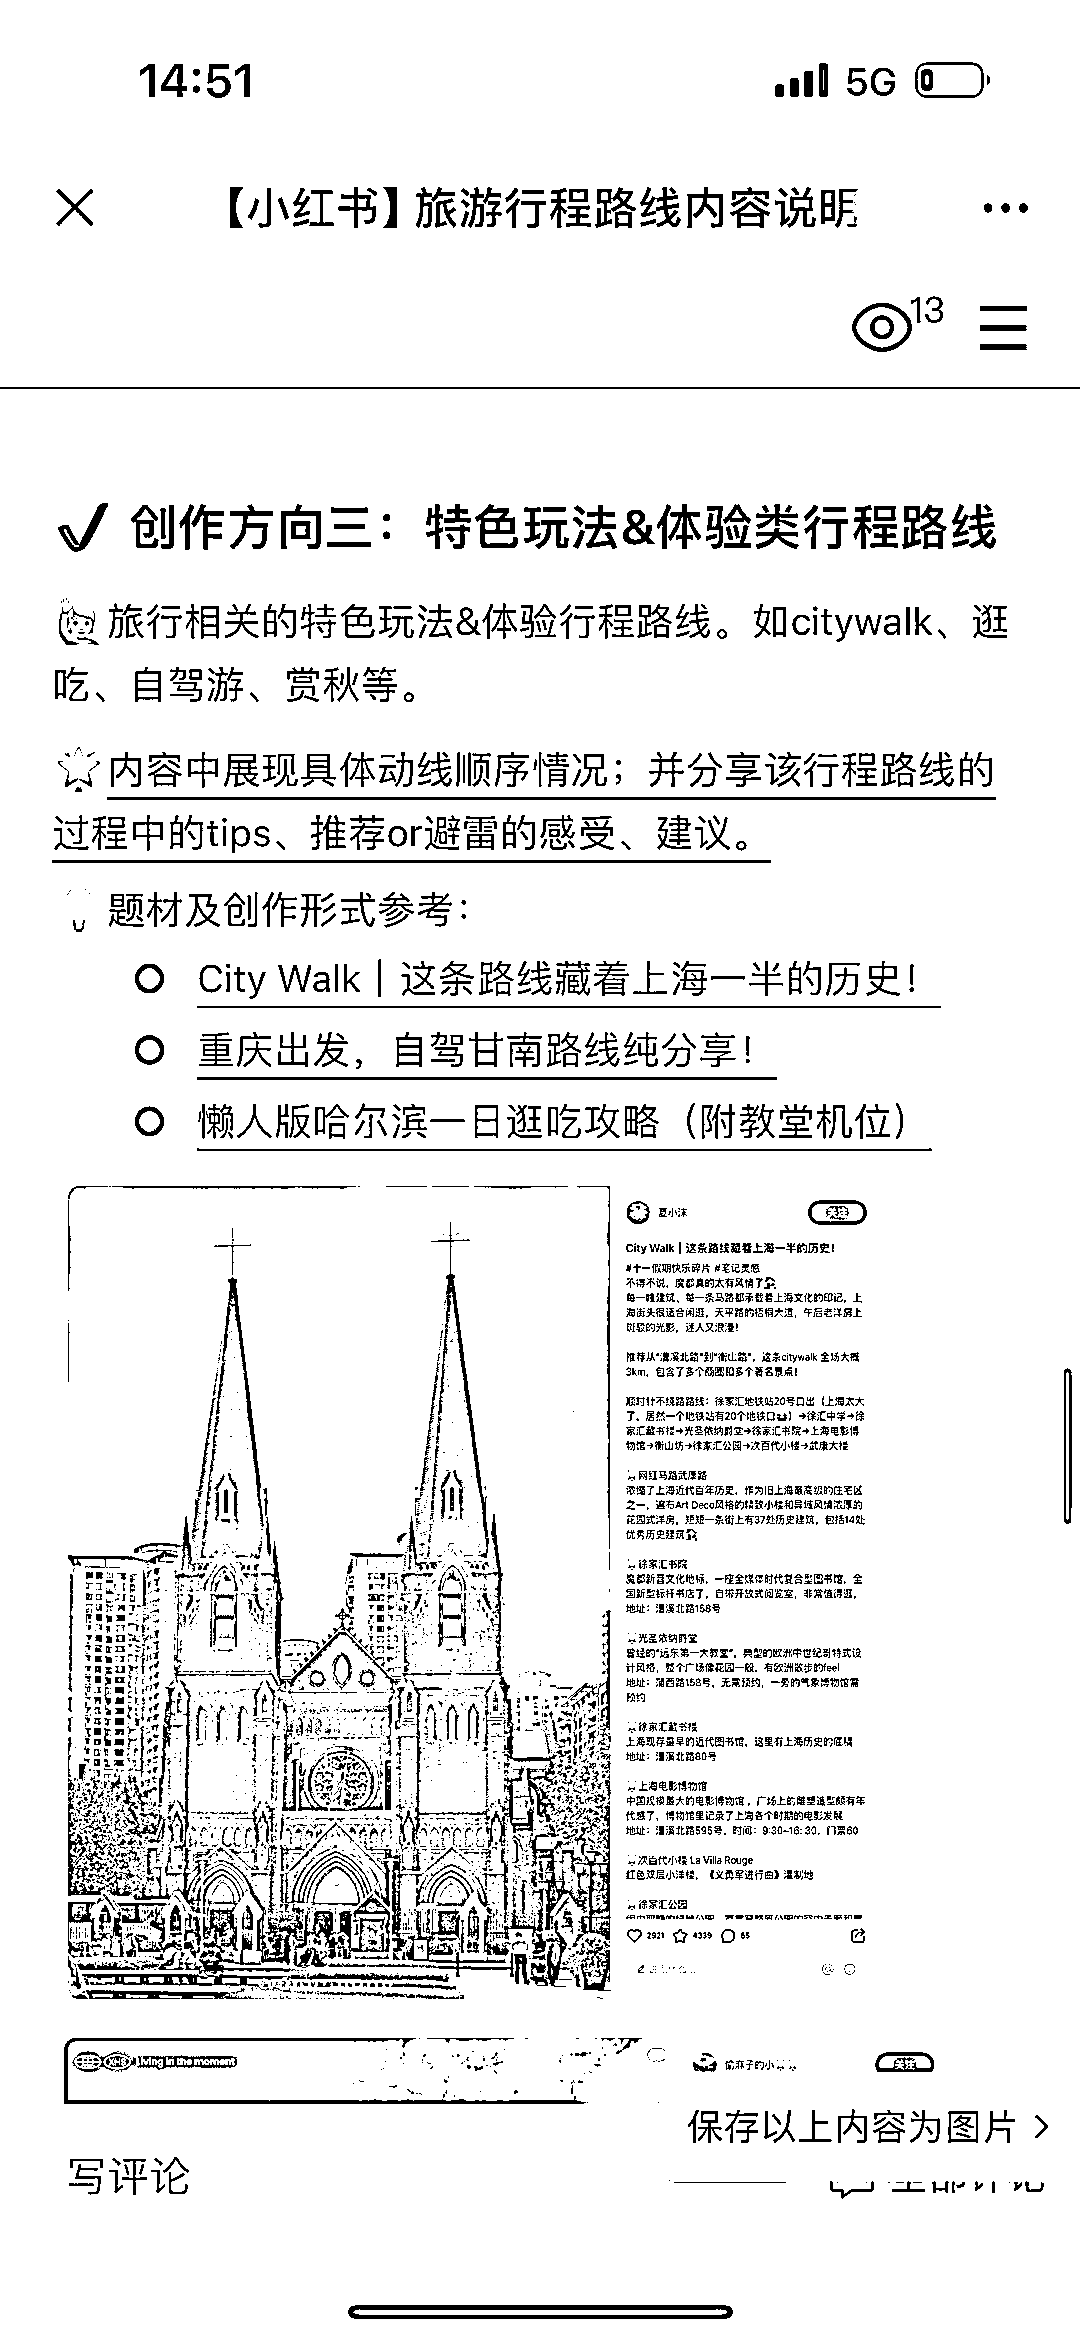 14:51
5G
【小红书】旅游行程路线内容说明
13
创作方向三：特色玩法&体验类行程路线
旅行相关的特色玩法&体验行程路线。如citywalk、逛
吃、自驾游、赏秋等。
内容中展现具体动线顺序情况；并分享该行程路线的
过程中的tips、推荐or避雷的感受、建议。
题材及创作形式参考：
City Walk｜这条路线藏着上海一半的历史！
重庆出发，自驾甘南路线纯分享！
懒人版哈尔滨一日逛吃攻略（附教堂机位）
夏小沫
关注
City Walk｜这条路线藏着上海一半的历史！
#十一假期快乐碎片 #笔记灵感
不得不说，魔都真的太有风情了
每一幢建筑、每一条马路都承载着上海文化的印记，上
海街头很适合闲逛，天平路的梧桐大道，午后老洋房上
斑驳的光影，迷人又浪漫！
推荐从“漕溪北路”到“衡山路”，这条citywalk 全场大概
3km，包含了多个商圈和多个著名景点！
顺时针不绕路路线：徐家汇地铁站20号口出（上海太大
了，居然一个地铁站有20个地铁口）→徐汇中学→徐
家汇藏书楼→光圣依纳爵堂→徐家汇书院→上海电影博
物馆→衡山坊→徐家汇公园→次百代小楼→武康大楼
网红马路武康路
浓缩了上海近代百年历史，作为旧上海最高级的住宅区
之一，遍布Art Deco风格的精致小楼和异域风情浓厚的
花园式洋房，短短一条街上有37处历史建筑，包括14处
优秀历史建筑
徐家汇书院
魔都新晋文化地标，一座全媒体时代复合型图书馆，全
国新型标杆书店了，自带开放式阅览室，非常值得逛，
地址：漕溪北路158号
光圣依纳爵堂
曾经的“远东第一大教堂”，典型的欧洲中世纪哥特式设
计风格，整个广场像花园一般，有欧洲散步的feel
地址：蒲西路158号，无需预约，一旁的气象博物馆需
预约
徐家汇藏书楼
上海现存最早的近代图书馆，这里有上海历史的底稿
地址：漕溪北路80号
上海电影博物馆
中国规模最大的电影博物馆，广场上的雕塑造型颇有年
代感了，博物馆里记录了上海各个时期的电影发展
地址：漕溪北路595号，时间：9:30-16:30，门票60
次百代小楼 La Villa Rouge
红色双层小洋楼，《义勇军进行曲》灌制地
徐家汇公园
2921 4339 65
living in the moment
偷麻子的小
关注
保存以上内容为图片
写评论